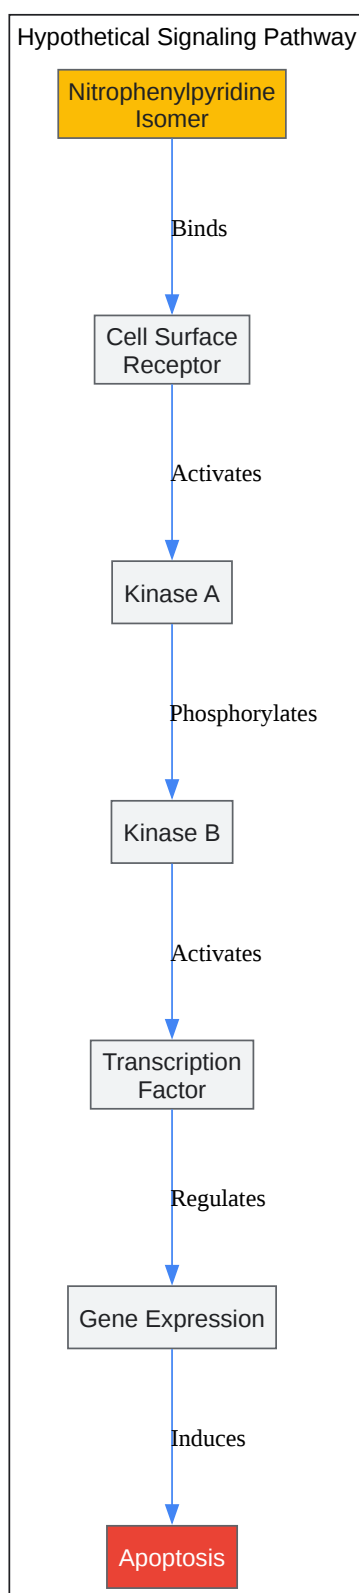 Hypothetical Signaling Pathway
Nitrophenylpyridine
Isomer
Binds
Cell Surface
Receptor
Activates
Kinase A
Phosphorylates
Kinase B
Activates
Transcription
Factor
Regulates
Gene Expression
Induces
Apoptosis